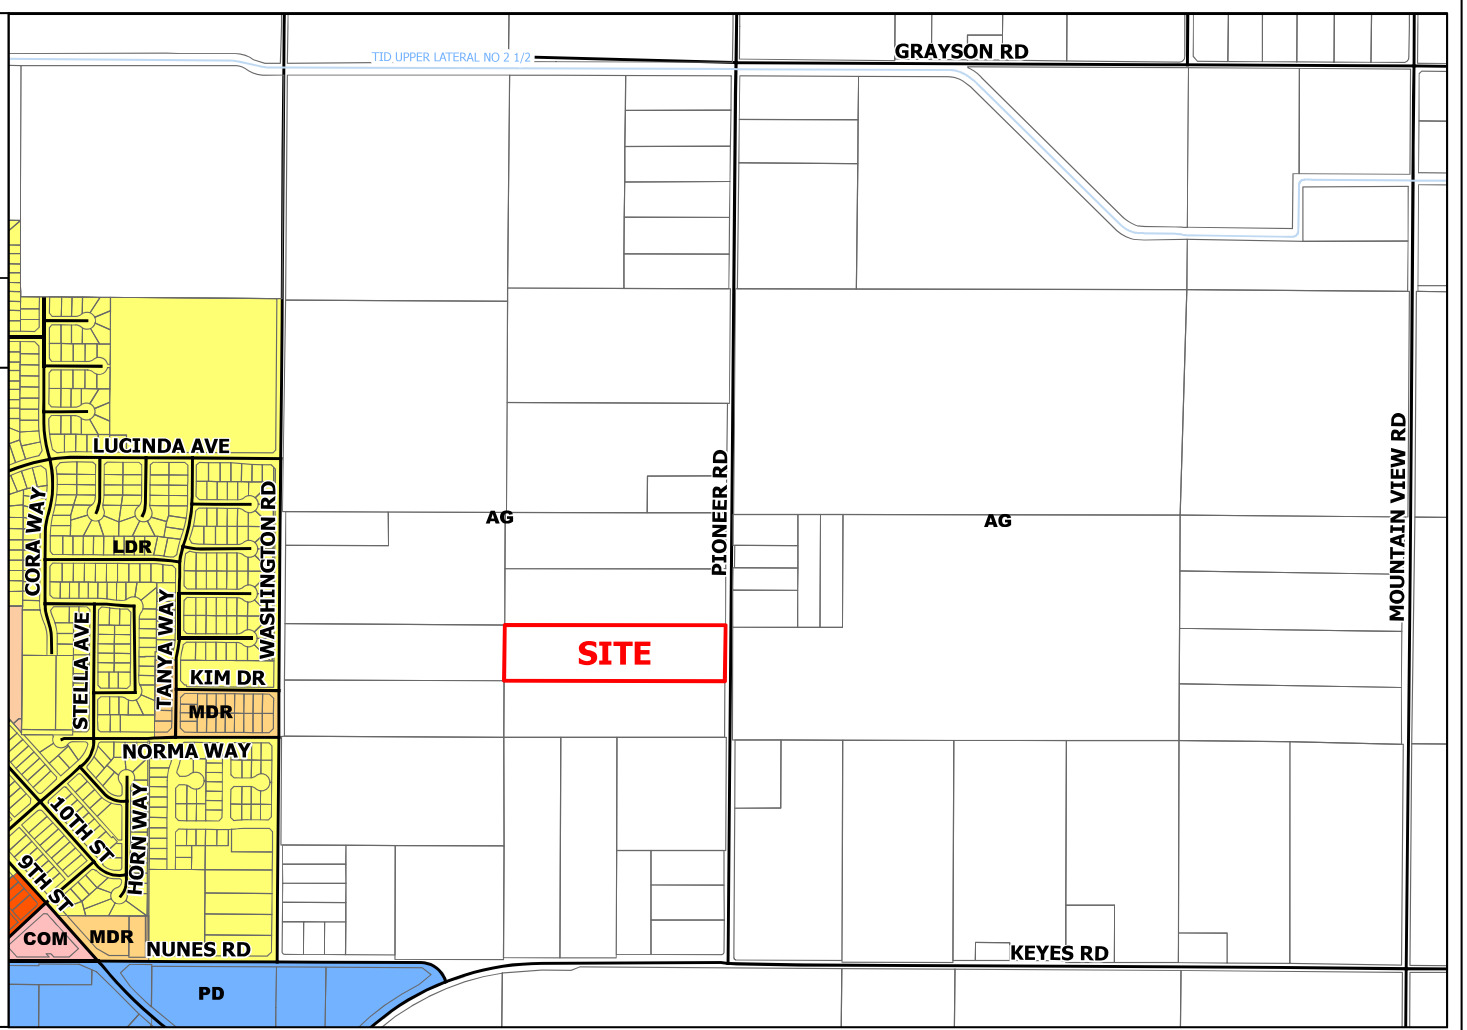 GRAYSON RD
TID UPPER LATERAL NO 2 1/2
LUCINDA AVE
CORA WAY
WASHINGTON RD
PIONEER RD
MOUNTAIN VIEW RD
AG
AG
LDR
STELLA AVE
TANYA WAY
SITE
KIM DR
MDR
NORMA WAY
10TH ST
HORN WAY
9TH ST
COM
MDR
NUNES RD
KEYES RD
PD